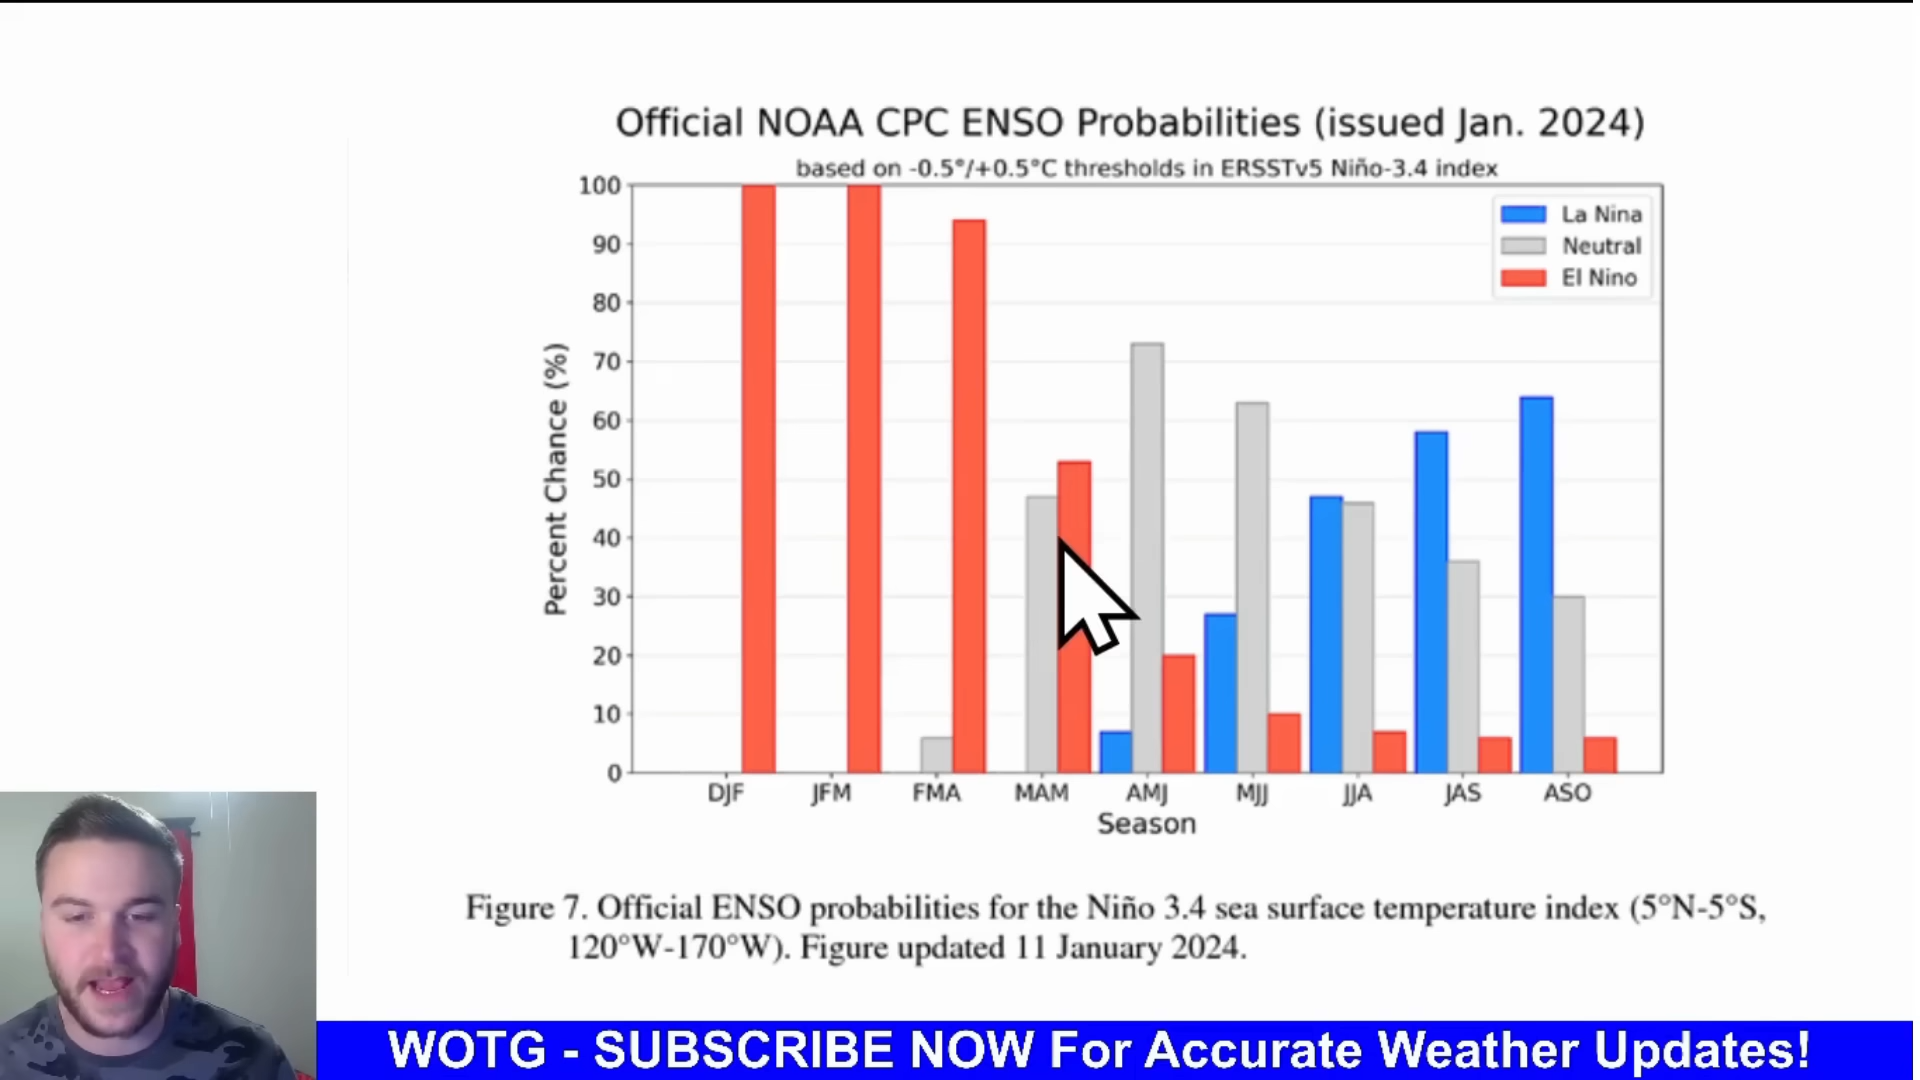 Official NOAA CPC ENSO Probabilities (issued Jan. 2024)
based on -0.5°/+0.5°C thresholds in ERSSTv5 Niño-3.4 index
La Nina
Neutral
El Nino
Percent Chance (%)
100
90
80
70
60
50
40
30
20
10
0
DJF JFM FMA MAM AMJ MJJ JJA JAS ASO
Season
Figure 7. Official ENSO probabilities for the Niño 3.4 sea surface temperature index (5°N-5°S,
120°W-170°W). Figure updated 11 January 2024.
WOTG - SUBSCRIBE NOW For Accurate Weather Updates!